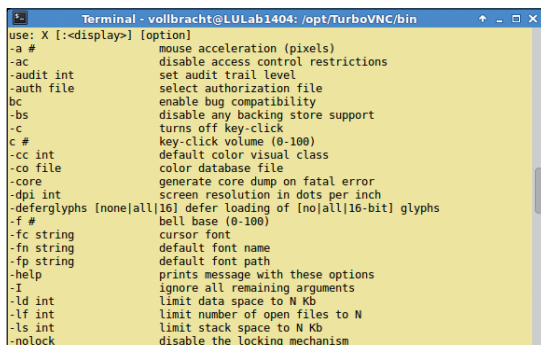 Terminal - vollbracht@LULab1404: /opt/TurboVNC/bin
use: X [:<display>] [option]
-a # mouse acceleration (pixels)
-ac disable access control restrictions
-audit int set audit trail level
-auth file select authorization file
bc enable bug compatibility
-bs disable any backing store support
-c turns off key-click
c # key-click volume (0-100)
-cc int default color visual class
-co file color database file
-core generate core dump on fatal error
-dpi int screen resolution in dots per inch
-deferglyphs [none|all|16] defer loading of [no|all|16-bit] glyphs
-f # bell base (0-100)
-fc string cursor font
-fn string default font name
-fp string default font path
-help prints message with these options
-I ignore all remaining arguments
-ld int limit data space to N Kb
-lf int limit number of open files to N
-ls int limit stack space to N Kb
-nolock disable the locking mechanism